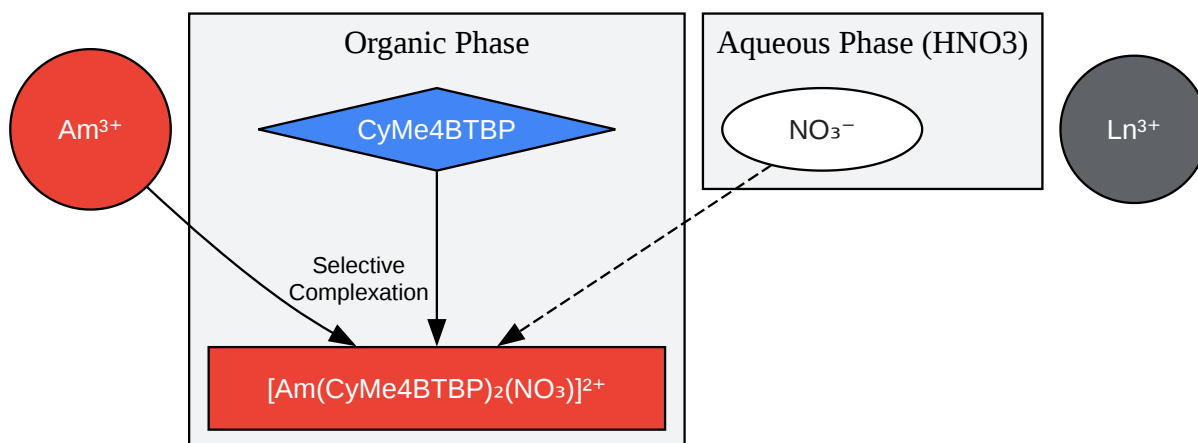 Organic Phase
Aqueous Phase (HNO3)
Am³⁺
CyMe4BTBP
NO₃⁻
Ln³⁺
Selective
Complexation
[Am(CyMe4BTBP)₂(NO₃)]²⁺